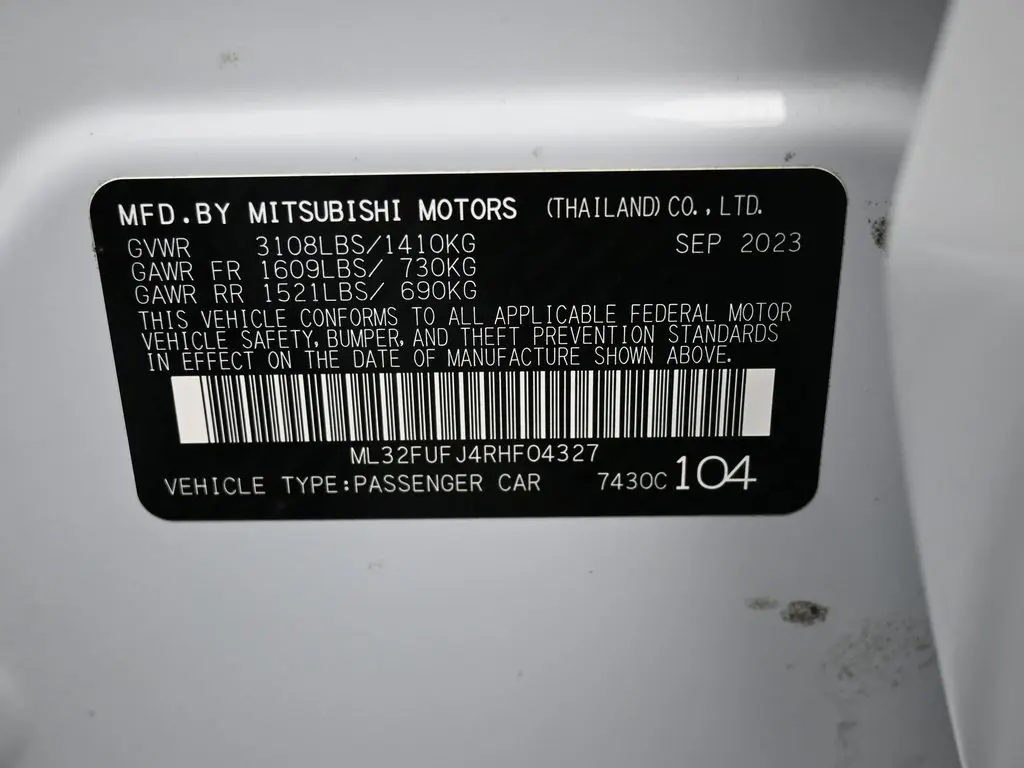 MFD.BY MITSUBISHI MOTORS (THAILAND) CO., LTD.
GVWR 3108LBS/1410KG SEP 2023
GAWR FR 1609LBS/ 730KG
GAWR RR 1521LBS/ 690KG
THIS VEHICLE CONFORMS TO ALL APPLICABLE FEDERAL MOTOR
VEHICLE SAFETY, BUMPER, AND THEFT PREVENTION STANDARDS
IN EFFECT ON THE DATE OF MANUFACTURE SHOWN ABOVE.
ML32FUFJ4RHF04327
VEHICLE TYPE:PASSENGER CAR 7430C 104